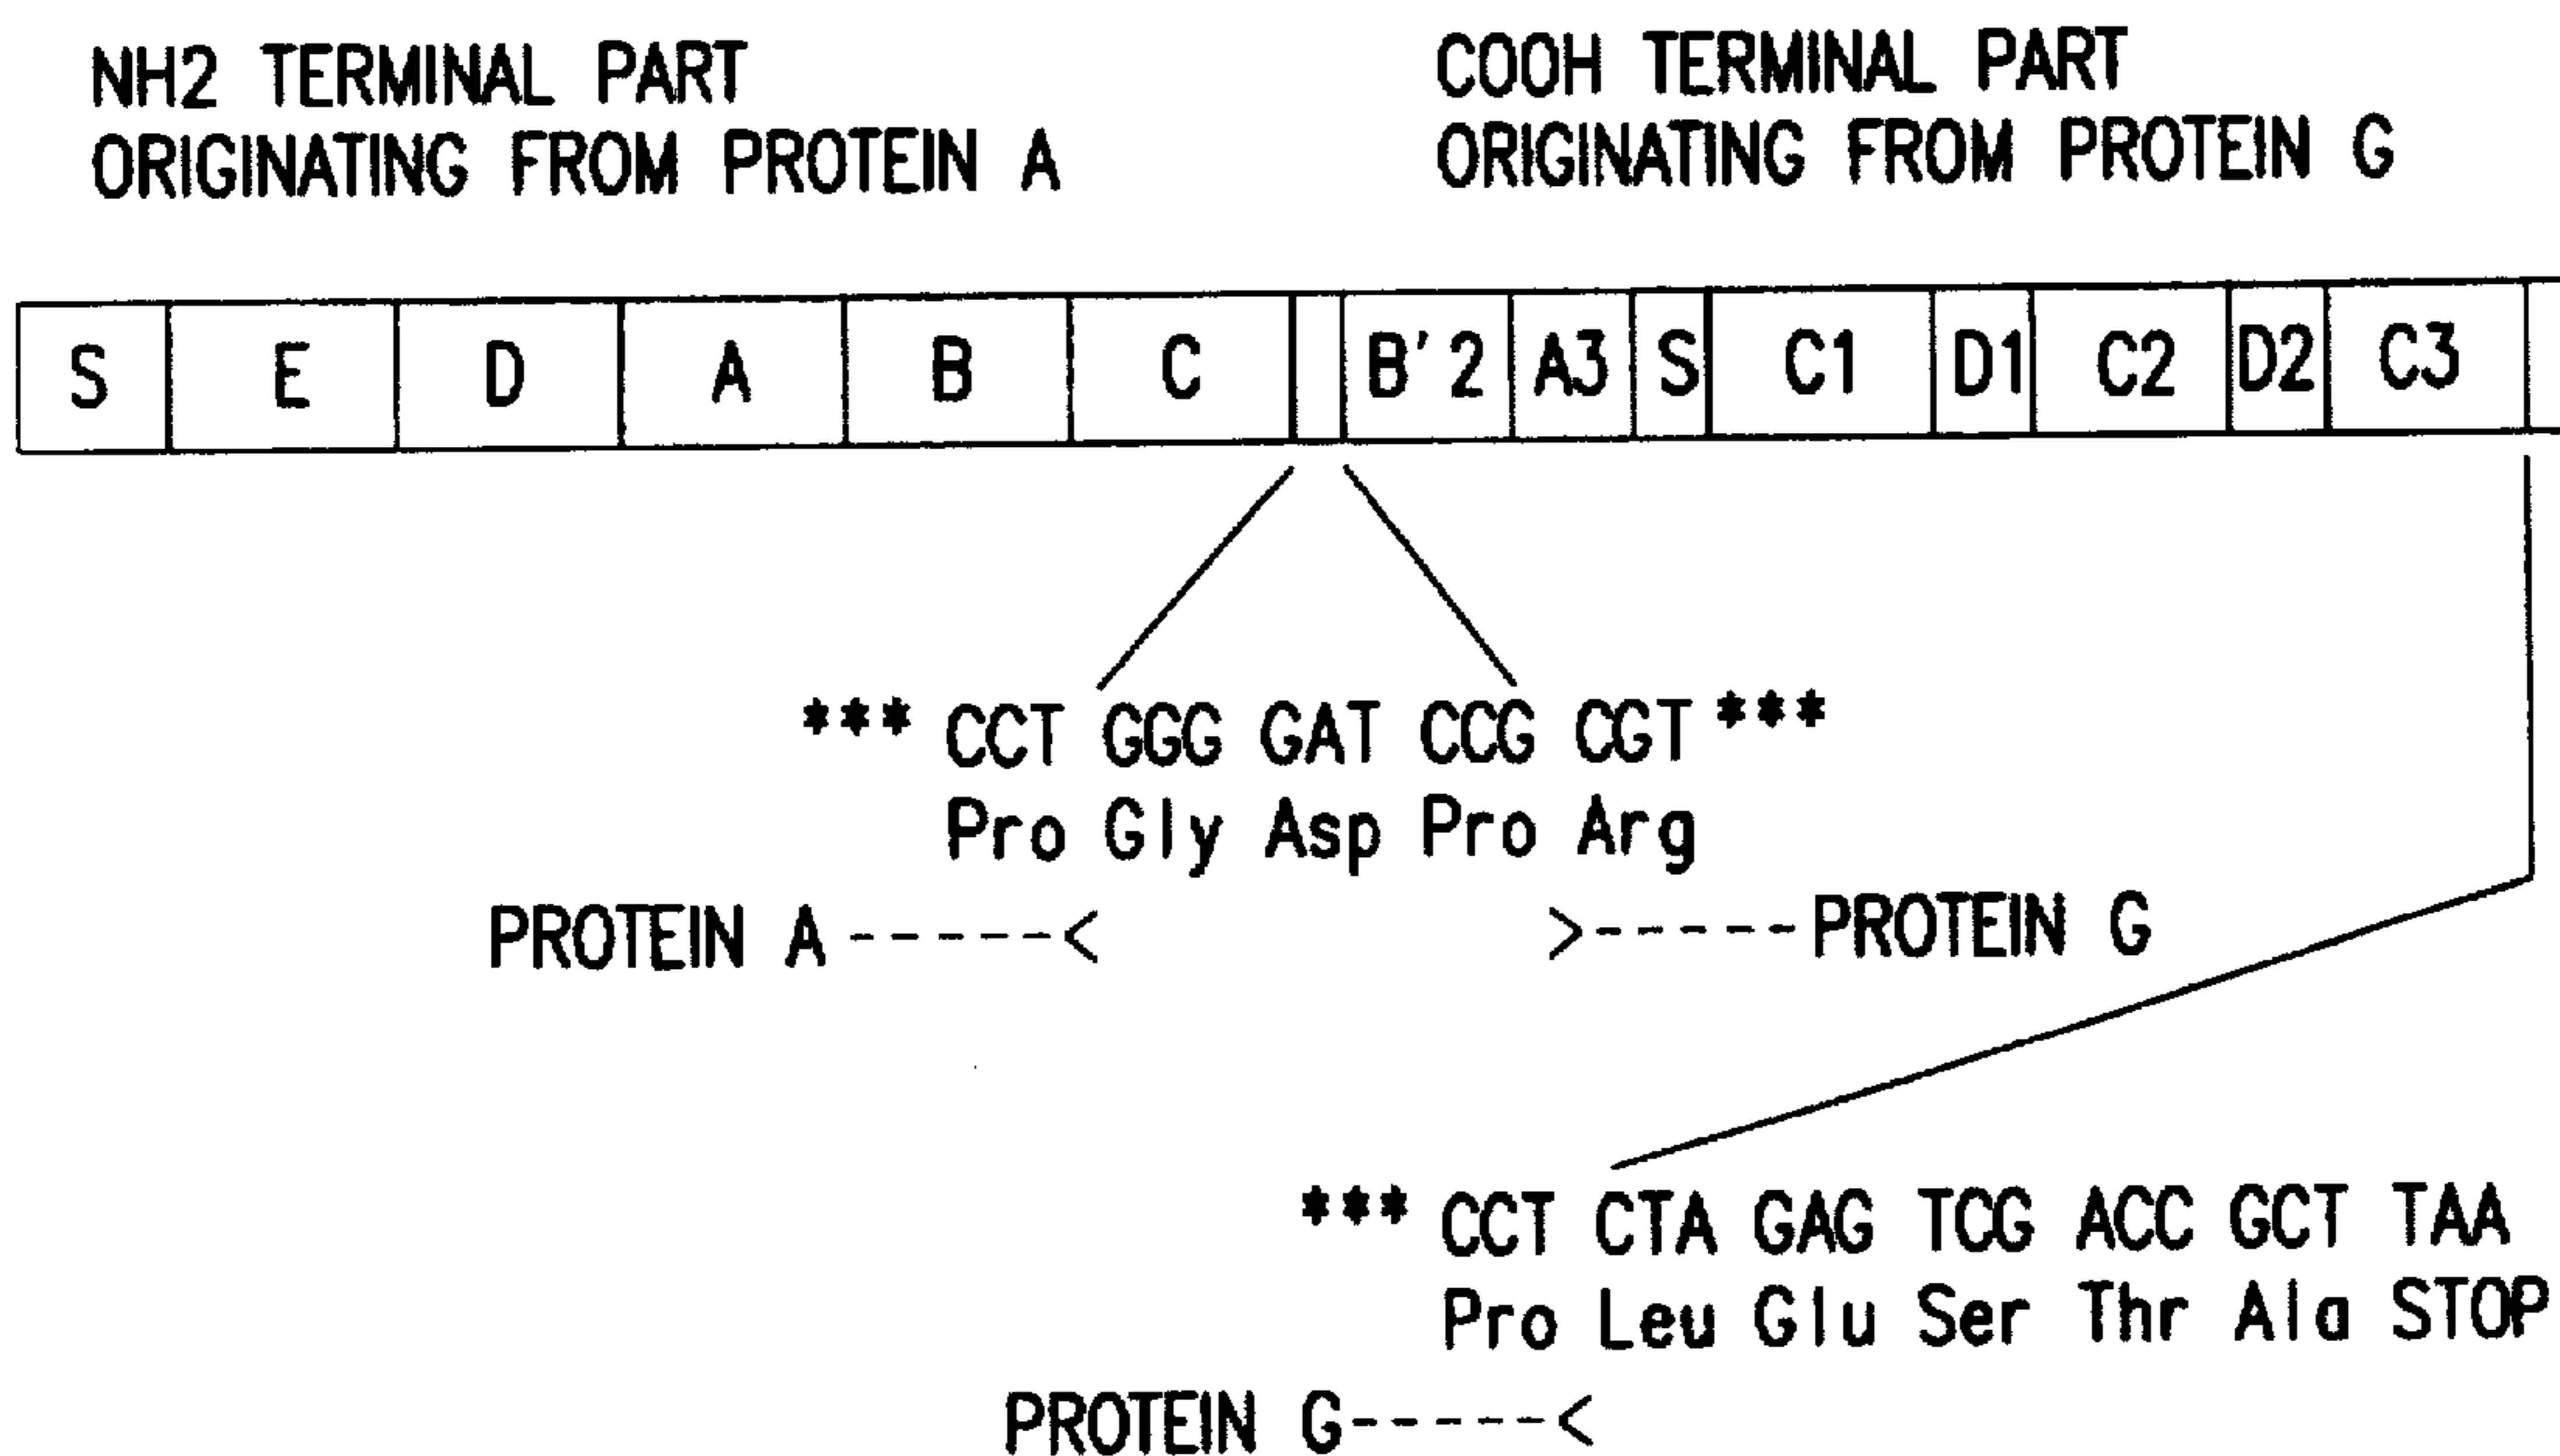 NH2 TERMINAL PART
ORIGINATING FROM PROTEIN A
COOH TERMINAL PART
ORIGINATING FROM PROTEIN G
S E D A B C B'2 A3 S C1 D1 C2 D2 C3
*** CCT GGG GAT CCG CGT ***
Pro Gly Asp Pro Arg
PROTEIN A -----< >----- PROTEIN G
*** CCT CTA GAG TCG ACC GCT TAA
Pro Leu Glu Ser Thr Ala STOP
PROTEIN G-----<